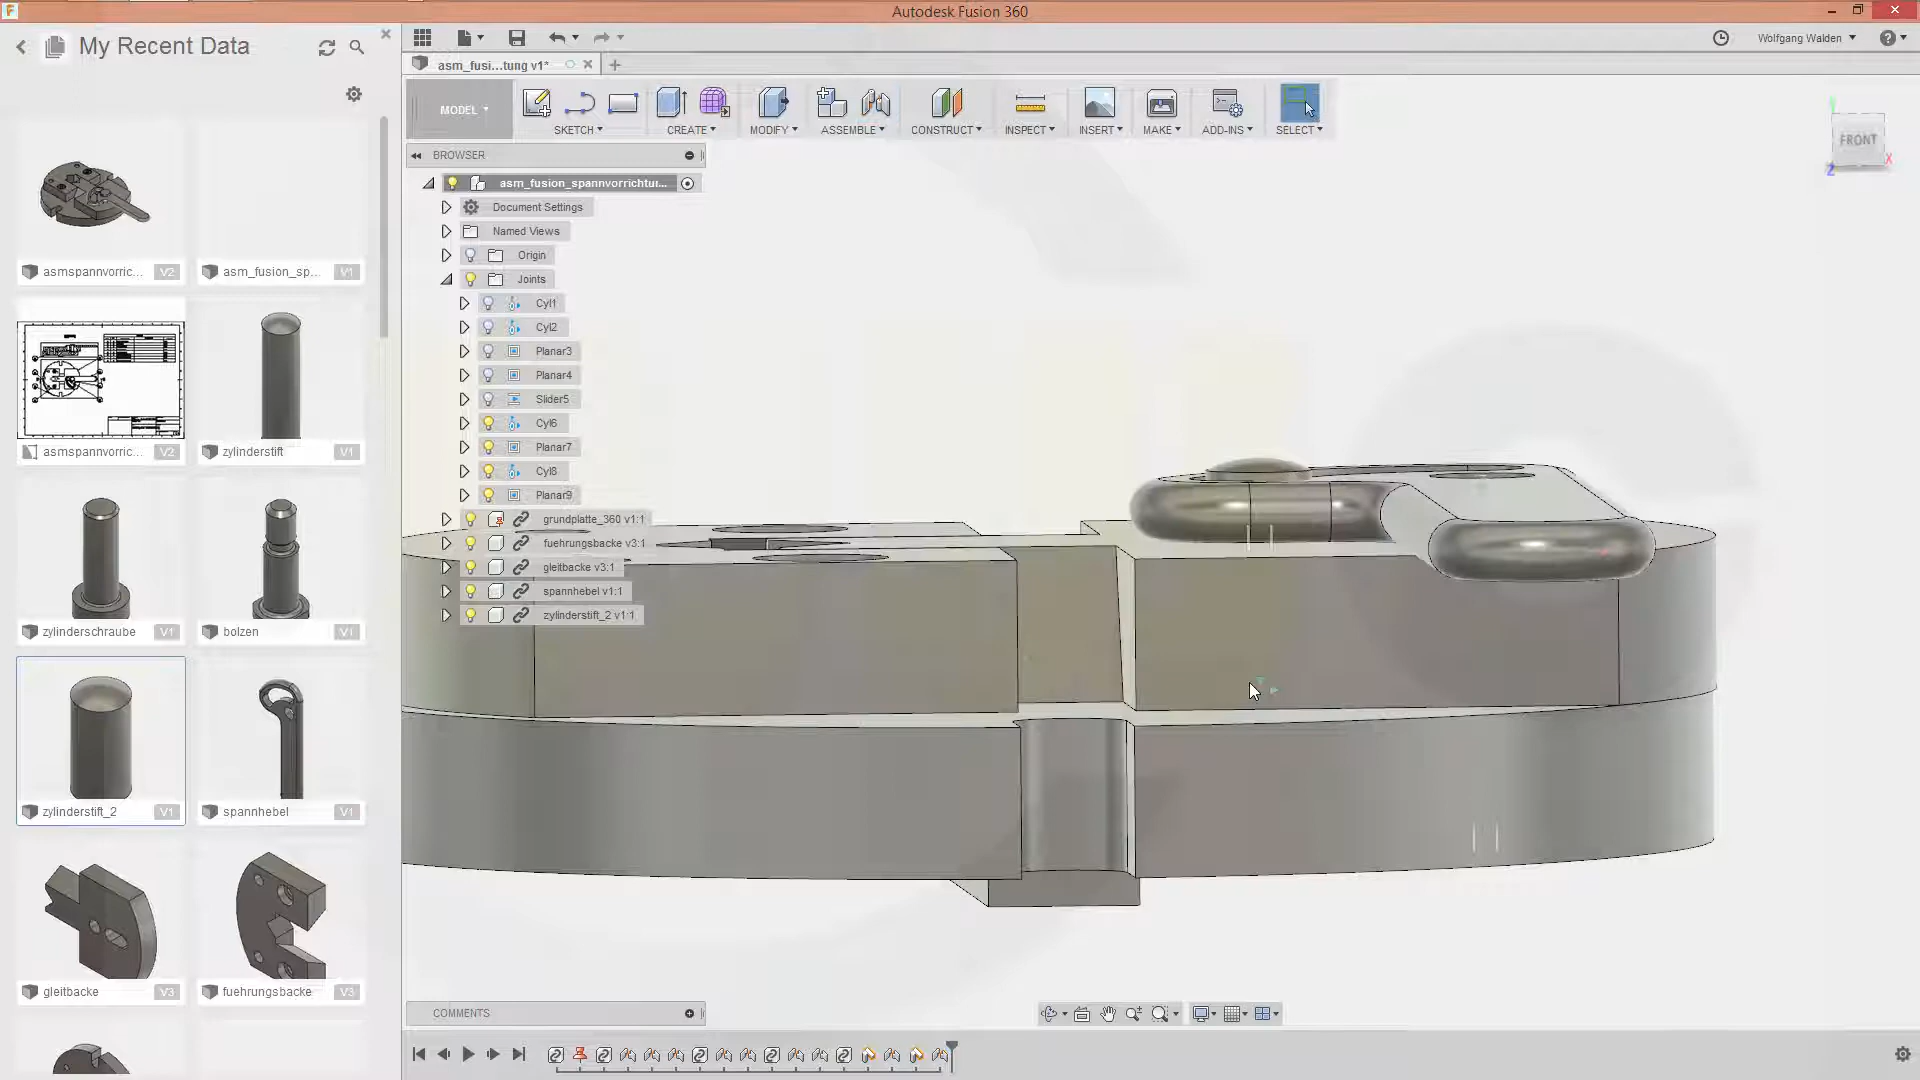 Autodesk Fusion 360
My Recent Data
Wolfgang Walden
asm_fusi...tung v1*
MODEL
SKETCH
CREATE
MODIFY
ASSEMBLE
CONSTRUCT
INSPECT
INSERT
MAKE
ADD-INS
SELECT
FRONT
X
Z
BROWSER
asm_fusion_spannvorrichtur...
Document Settings
Named Views
Origin
Joints
Cyl1
Cyl2
Planar3
Planar4
Slider5
Cyl6
Planar7
Cyl8
Planar9
grundplatte_360 v1:1
fuehrungsbacke v3:1
gleitbacke v3:1
spannhebel v1:1
zylinderstift_2 v1:1
asmspannvorric... V2
asm_fusion_sp... V1
asmspannvorric... V2
zylinderstift V1
zylinderschraube V1
bolzen V1
zylinderstift_2 V1
spannhebel V1
gleitbacke V3
fuehrungsbacke V3
COMMENTS